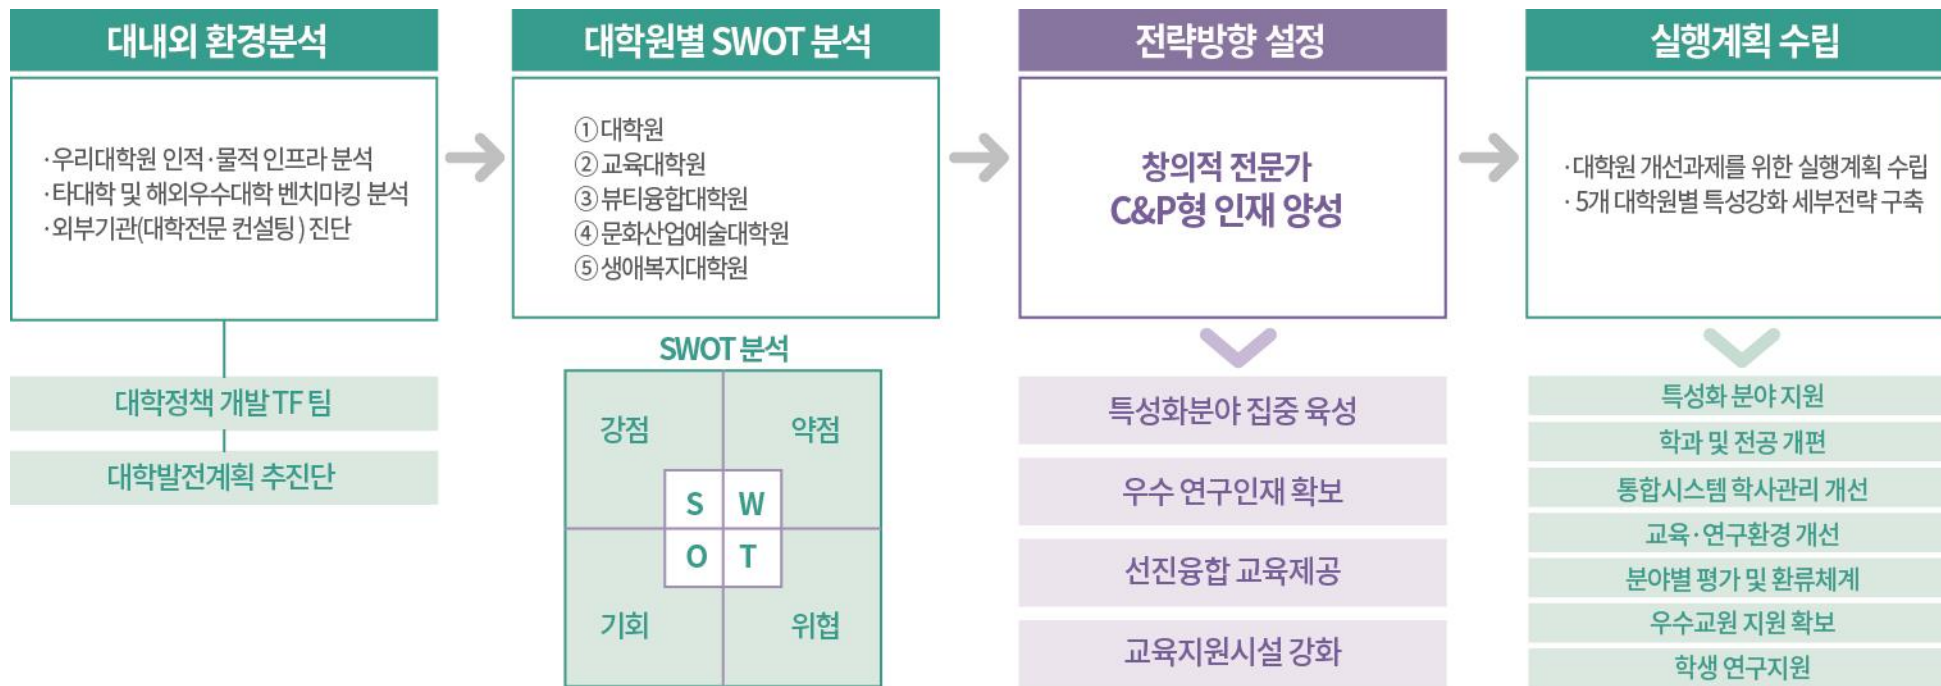 대내외 환경분석
·우리대학원 인적·물적 인프라 분석
·타대학 및 해외우수대학 벤치마킹 분석
·외부기관(대학전문 컨설팅) 진단
대학정책 개발 TF 팀
대학발전계획 추진단
대학원별 SWOT 분석
① 대학원
② 교육대학원
③ 뷰티융합대학원
④ 문화산업예술대학원
⑤ 생애복지대학원
SWOT 분석
강점
약점
S W
O T
기회
위협
전략방향 설정
창의적 전문가
C&P형 인재 양성
특성화분야 집중 육성
우수 연구인재 확보
선진융합 교육제공
교육지원시설 강화
실행계획 수립
·대학원 개선과제를 위한 실행계획 수립
· 5개 대학원별 특성강화 세부전략 구축
특성화 분야 지원
학과 및 전공 개편
통합시스템 학사관리 개선
교육·연구환경 개선
분야별 평가 및 환류체계
우수교원 지원 확보
학생 연구지원